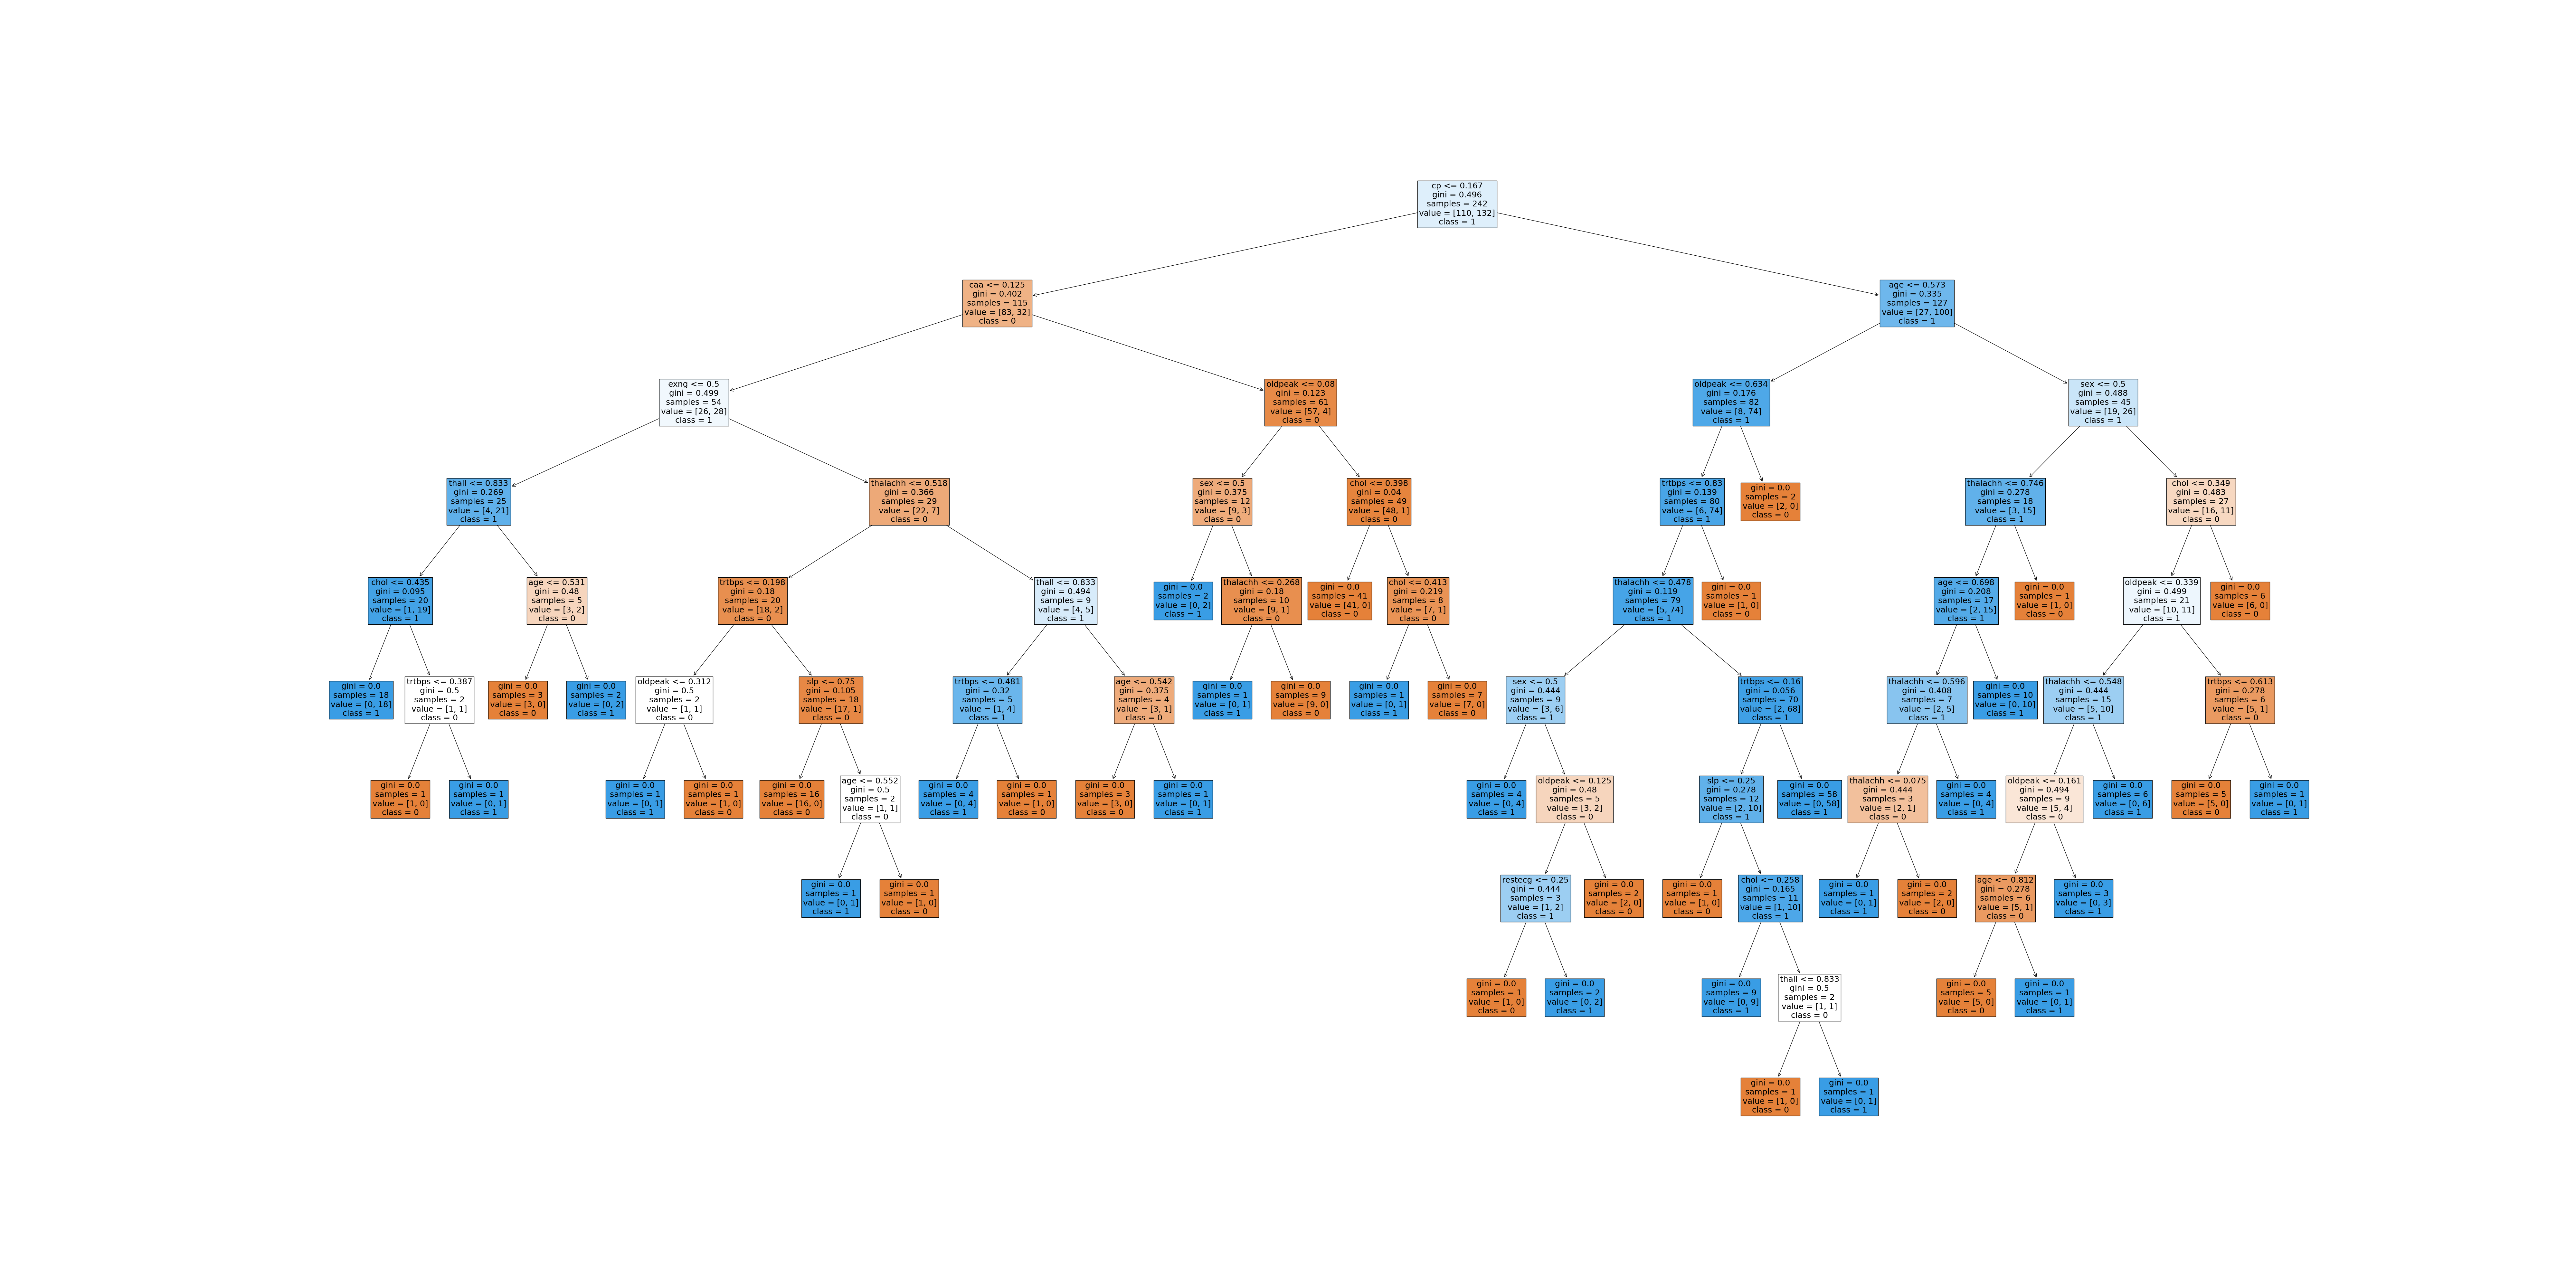 cp <= 0.167
gini = 0.496
samples = 242
value = [110, 132]
class = 1
caa <= 0.125
gini = 0.402
samples = 115
value = [83, 32]
class = 0
age <= 0.573
gini = 0.335
samples = 127
value = [27, 100]
class = 1
exng <= 0.5
gini = 0.499
samples = 54
value = [26, 28]
class = 1
oldpeak <= 0.08
gini = 0.123
samples = 61
value = [57, 4]
class = 0
oldpeak <= 0.634
gini = 0.176
samples = 82
value = [8, 74]
class = 1
sex <= 0.5
gini = 0.488
samples = 45
value = [19, 26]
class = 1
thall <= 0.833
gini = 0.269
samples = 25
value = [4, 21]
class = 1
thalachh <= 0.518
gini = 0.366
samples = 29
value = [22, 7]
class = 0
sex <= 0.5
gini = 0.375
samples = 12
value = [9, 3]
class = 0
chol <= 0.398
gini = 0.04
samples = 49
value = [48, 1]
class = 0
trtbps <= 0.83
gini = 0.139
samples = 80
value = [6, 74]
class = 1
gini = 0.0
samples = 2
value = [2, 0]
class = 0
thalachh <= 0.746
gini = 0.278
samples = 18
value = [3, 15]
class = 1
chol <= 0.349
gini = 0.483
samples = 27
value = [16, 11]
class = 0
chol <= 0.435
gini = 0.095
samples = 20
value = [1, 19]
class = 1
age <= 0.531
gini = 0.48
samples = 5
value = [3, 2]
class = 0
trtbps <= 0.198
gini = 0.18
samples = 20
value = [18, 2]
class = 0
thall <= 0.833
gini = 0.494
samples = 9
value = [4, 5]
class = 1
gini = 0.0
samples = 2
value = [0, 2]
class = 1
thalachh <= 0.268
gini = 0.18
samples = 10
value = [9, 1]
class = 0
gini = 0.0
samples = 41
value = [41, 0]
class = 0
chol <= 0.413
gini = 0.219
samples = 8
value = [7, 1]
class = 0
thalachh <= 0.478
gini = 0.119
samples = 79
value = [5, 74]
class = 1
gini = 0.0
samples = 1
value = [1, 0]
class = 0
age <= 0.698
gini = 0.208
samples = 17
value = [2, 15]
class = 1
gini = 0.0
samples = 1
value = [1, 0]
class = 0
oldpeak <= 0.339
gini = 0.499
samples = 21
value = [10, 11]
class = 1
gini = 0.0
samples = 6
value = [6, 0]
class = 0
gini = 0.0
samples = 18
value = [0, 18]
class = 1
trtbps <= 0.387
gini = 0.5
samples = 2
value = [1, 1]
class = 0
gini = 0.0
samples = 3
value = [3, 0]
class = 0
gini = 0.0
samples = 2
value = [0, 2]
class = 1
oldpeak <= 0.312
gini = 0.5
samples = 2
value = [1, 1]
class = 0
slp <= 0.75
gini = 0.105
samples = 18
value = [17, 1]
class = 0
trtbps <= 0.481
gini = 0.32
samples = 5
value = [1, 4]
class = 1
age <= 0.542
gini = 0.375
samples = 4
value = [3, 1]
class = 0
gini = 0.0
samples = 1
value = [0, 1]
class = 1
gini = 0.0
samples = 9
value = [9, 0]
class = 0
gini = 0.0
samples = 1
value = [0, 1]
class = 1
gini = 0.0
samples = 7
value = [7, 0]
class = 0
sex <= 0.5
gini = 0.444
samples = 9
value = [3, 6]
class = 1
trtbps <= 0.16
gini = 0.056
samples = 70
value = [2, 68]
class = 1
thalachh <= 0.596
gini = 0.408
samples = 7
value = [2, 5]
class = 1
gini = 0.0
samples = 10
value = [0, 10]
class = 1
thalachh <= 0.548
gini = 0.444
samples = 15
value = [5, 10]
class = 1
trtbps <= 0.613
gini = 0.278
samples = 6
value = [5, 1]
class = 0
gini = 0.0
samples = 1
value = [1, 0]
class = 0
gini = 0.0
samples = 1
value = [0, 1]
class = 1
gini = 0.0
samples = 1
value = [0, 1]
class = 1
gini = 0.0
samples = 1
value = [1, 0]
class = 0
gini = 0.0
samples = 16
value = [16, 0]
class = 0
age <= 0.552
gini = 0.5
samples = 2
value = [1, 1]
class = 0
gini = 0.0
samples = 4
value = [0, 4]
class = 1
gini = 0.0
samples = 1
value = [1, 0]
class = 0
gini = 0.0
samples = 3
value = [3, 0]
class = 0
gini = 0.0
samples = 1
value = [0, 1]
class = 1
gini = 0.0
samples = 4
value = [0, 4]
class = 1
oldpeak <= 0.125
gini = 0.48
samples = 5
value = [3, 2]
class = 0
slp <= 0.25
gini = 0.278
samples = 12
value = [2, 10]
class = 1
gini = 0.0
samples = 58
value = [0, 58]
class = 1
thalachh <= 0.075
gini = 0.444
samples = 3
value = [2, 1]
class = 0
gini = 0.0
samples = 4
value = [0, 4]
class = 1
oldpeak <= 0.161
gini = 0.494
samples = 9
value = [5, 4]
class = 0
gini = 0.0
samples = 6
value = [0, 6]
class = 1
gini = 0.0
samples = 5
value = [5, 0]
class = 0
gini = 0.0
samples = 1
value = [0, 1]
class = 1
gini = 0.0
samples = 1
value = [0, 1]
class = 1
gini = 0.0
samples = 1
value = [1, 0]
class = 0
restecg <= 0.25
gini = 0.444
samples = 3
value = [1, 2]
class = 1
gini = 0.0
samples = 2
value = [2, 0]
class = 0
gini = 0.0
samples = 1
value = [1, 0]
class = 0
chol <= 0.258
gini = 0.165
samples = 11
value = [1, 10]
class = 1
gini = 0.0
samples = 1
value = [0, 1]
class = 1
gini = 0.0
samples = 2
value = [2, 0]
class = 0
age <= 0.812
gini = 0.278
samples = 6
value = [5, 1]
class = 0
gini = 0.0
samples = 3
value = [0, 3]
class = 1
gini = 0.0
samples = 1
value = [1, 0]
class = 0
gini = 0.0
samples = 2
value = [0, 2]
class = 1
gini = 0.0
samples = 9
value = [0, 9]
class = 1
thall <= 0.833
gini = 0.5
samples = 2
value = [1, 1]
class = 0
gini = 0.0
samples = 5
value = [5, 0]
class = 0
gini = 0.0
samples = 1
value = [0, 1]
class = 1
gini = 0.0
samples = 1
value = [1, 0]
class = 0
gini = 0.0
samples = 1
value = [0, 1]
class = 1